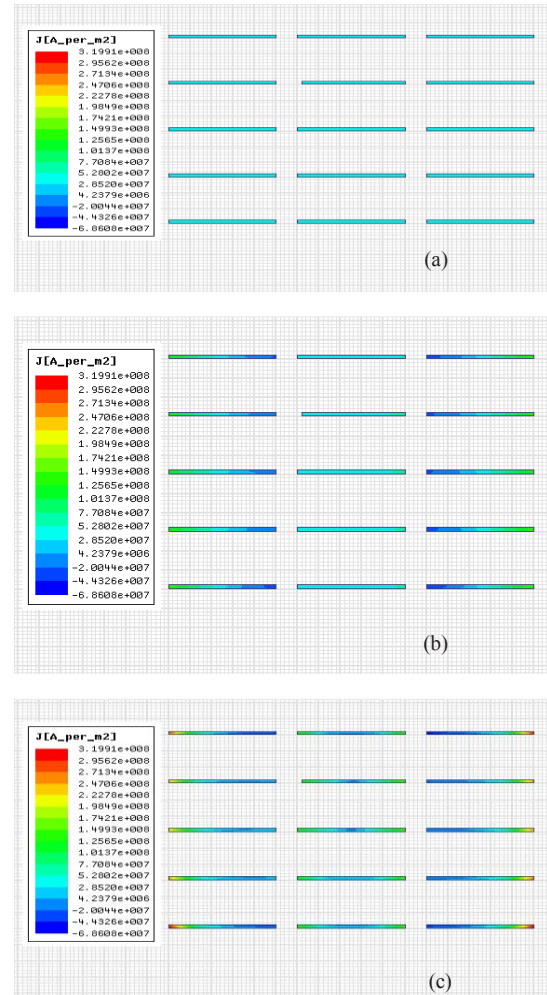 J[A_per_m2]
3.1991e+008
2.9562e+008
2.7134e+008
2.4706e+008
2.2278e+008
1.9849e+008
1.7421e+008
1.4993e+008
1.2565e+008
1.0137e+008
7.7084e+007
5.2802e+007
2.8520e+007
4.2379e+006
-2.0044e+007
-4.4326e+007
-6.8608e+007
(a)
J[A_per_m2]
3.1991e+008
2.9562e+008
2.7134e+008
2.4706e+008
2.2278e+008
1.9849e+008
1.7421e+008
1.4993e+008
1.2565e+008
1.0137e+008
7.7084e+007
5.2802e+007
2.8520e+007
4.2379e+006
-2.0044e+007
-4.4326e+007
-6.8608e+007
(b)
J[A_per_m2]
3.1991e+008
2.9562e+008
2.7134e+008
2.4706e+008
2.2278e+008
1.9849e+008
1.7421e+008
1.4993e+008
1.2565e+008
1.0137e+008
7.7084e+007
5.2802e+007
2.8520e+007
4.2379e+006
-2.0044e+007
-4.4326e+007
-6.8608e+007
(c)